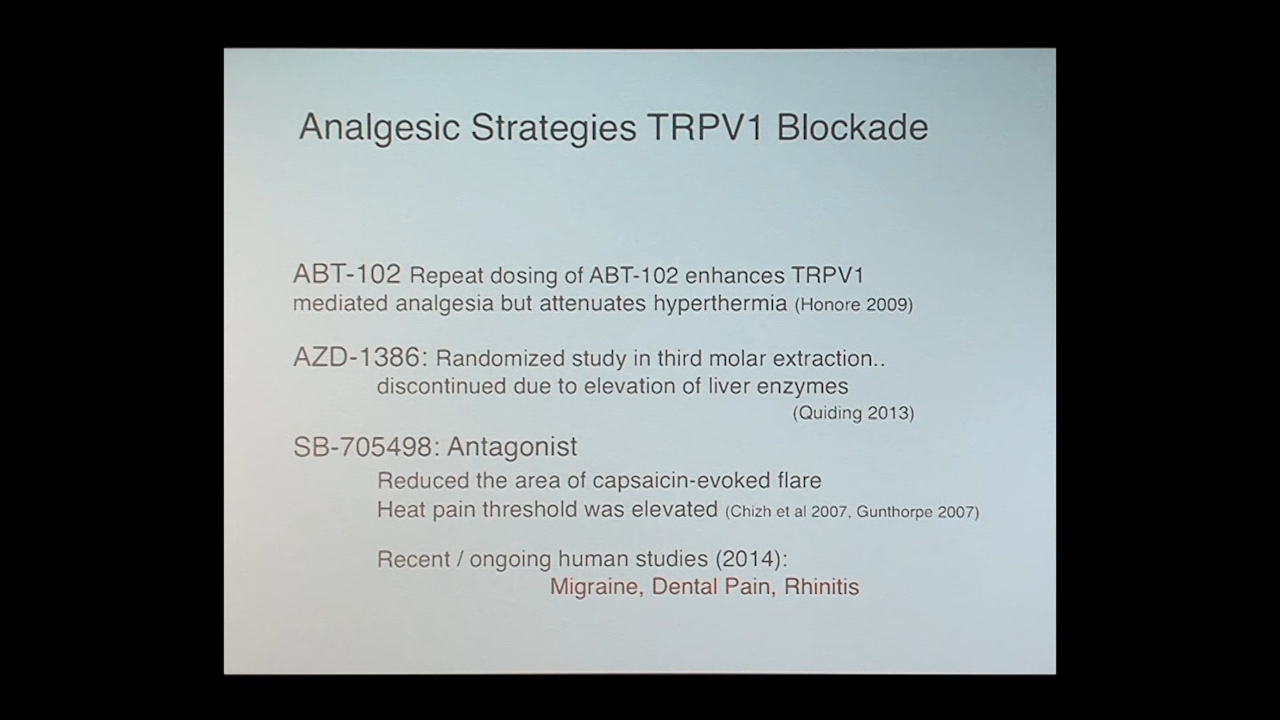 Analgesic Strategies TRPV1 Blockade
ABT-102 Repeat dosing of ABT-102 enhances TRPV1
mediated analgesia but attenuates hyperthermia (Honore 2009)
AZD-1386: Randomized study in third molar extraction..
discontinued due to elevation of liver enzymes
(Quiding 2013)
SB-705498: Antagonist
Reduced the area of capsaicin-evoked flare
Heat pain threshold was elevated (Chizh et al 2007, Gunthorpe 2007)
Recent / ongoing human studies (2014):
Migraine, Dental Pain, Rhinitis